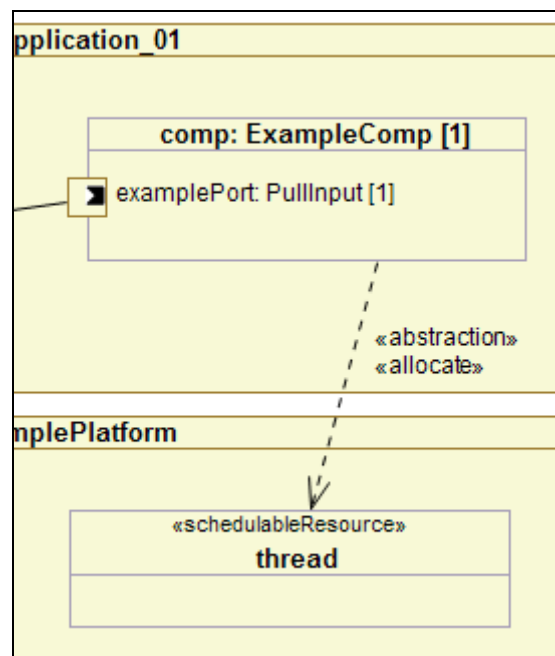 pplication_01
comp: ExampleComp [1]
examplePort: PullInput [1]
«abstraction»
«allocate»
mplePlatform
«schedulableResource»
thread